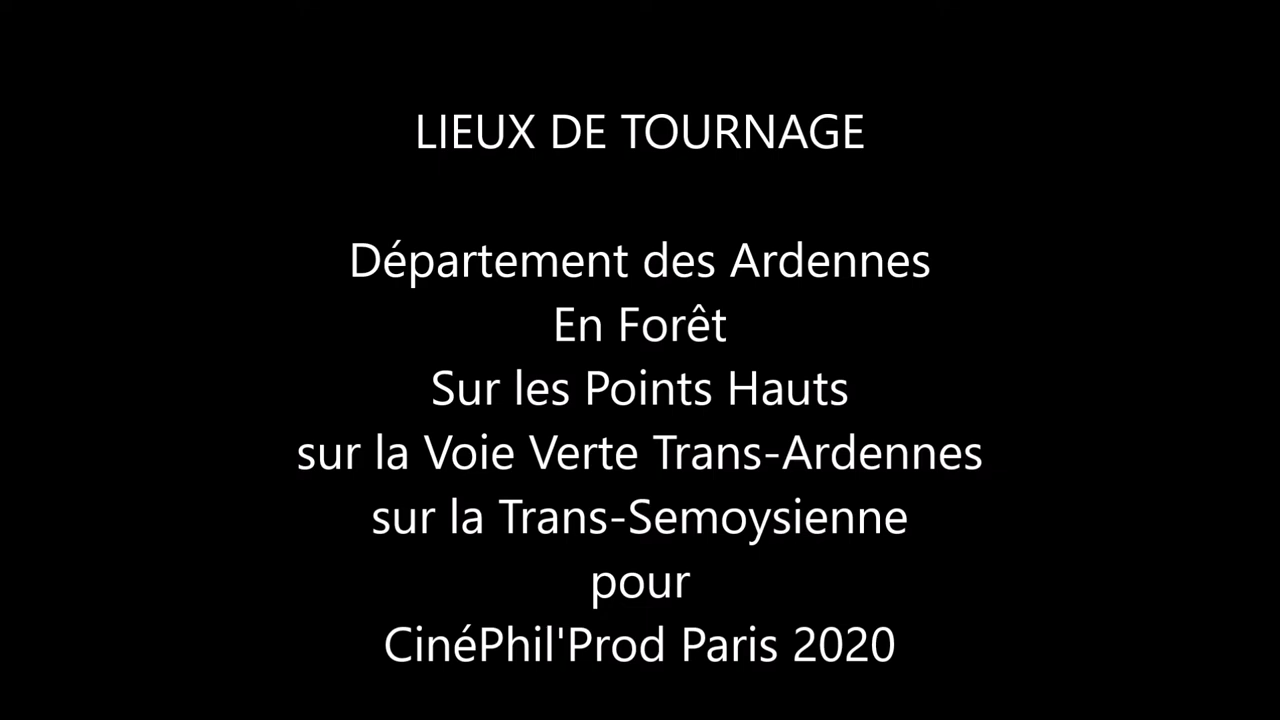 LIEUX DE TOURNAGE
Département des Ardennes
En Forêt
Sur les Points Hauts
sur la Voie Verte Trans-Ardennes
sur la Trans-Semoysienne
pour
CinéPhil'Prod Paris 2020